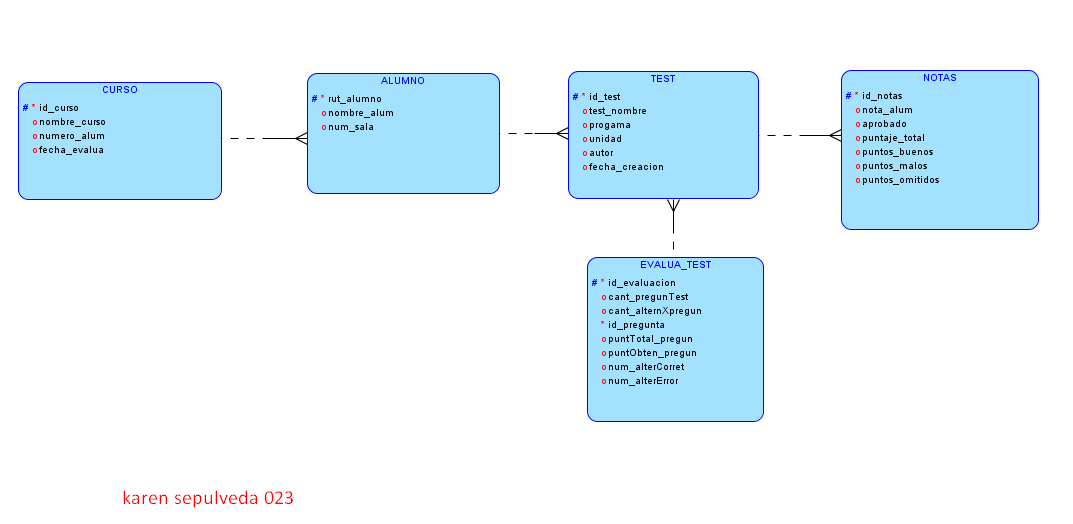 CURSO
# * id_curso
o nombre_curso
o numero_alum
o fecha_evalua
ALUMNO
# * rut_alumno
o nombre_alum
o num_sala
TEST
# * id_test
o test_nombre
o progama
o unidad
o autor
o fecha_creacion
NOTAS
# * id_notas
o nota_alum
o aprobado
o puntaje_total
o puntos_buenos
o puntos_malos
o puntos_omitidos
EVALUA_TEST
# * id_evaluacion
o cant_pregunTest
o cant_alternXpregun
* id_pregunta
o puntTotal_pregun
o puntObten_pregun
o num_alterCorret
o num_alterError
karen sepulveda 023